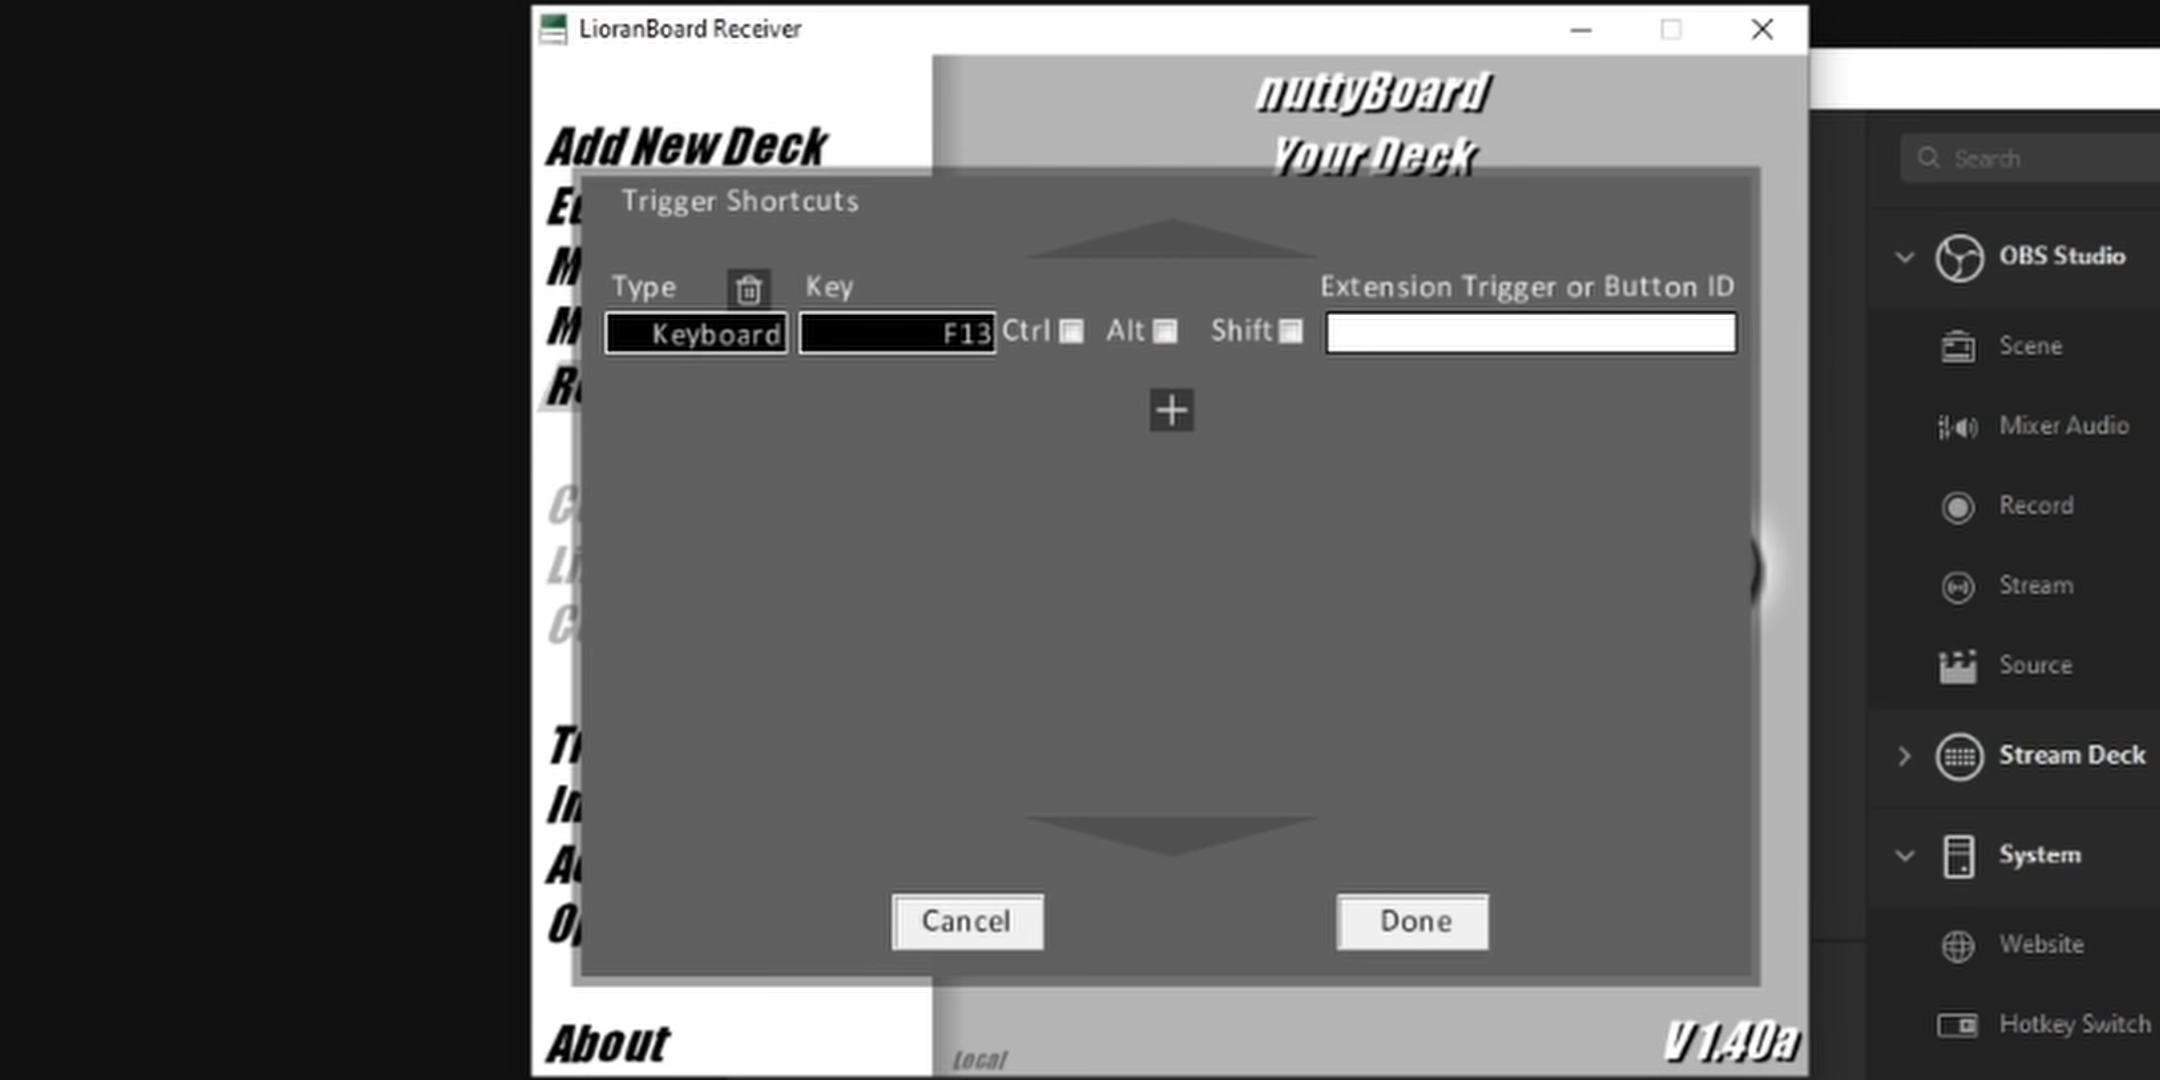 LioranBoard Receiver
nuttyBoard
Your Deck
Add New Deck
Trigger Shortcuts
Type
Key
Extension Trigger or Button ID
Keyboard
F13
Ctrl
Alt
Shift
Cancel
Done
About
Local
V 1.40a
Search
OBS Studio
Scene
Mixer Audio
Record
Stream
Source
Stream Deck
System
Website
Hotkey Switch